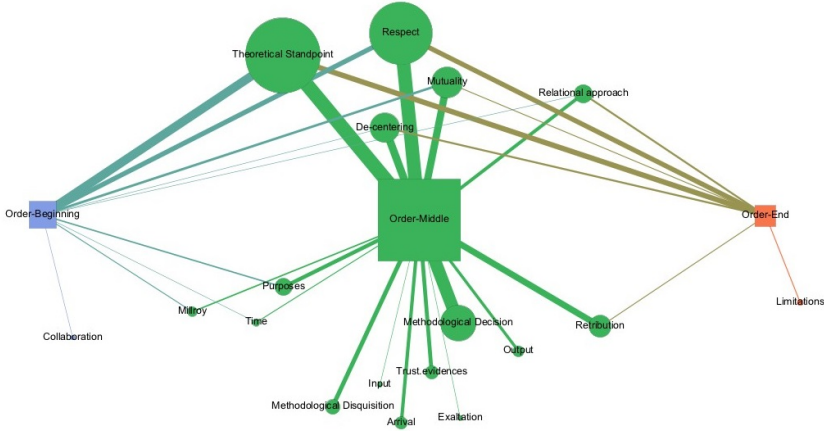 Respect
Theoretical Standpoint
Mutuality
Relational approach
De-centering
Order-Beginning
Order-Middle
Order-End
Purposes
Limitations
Millroy
Time
Methodological Decision
Retribution
Collaboration
Output
Trust.evidences
Input
Methodological Disquisition
Exaltation
Arrival